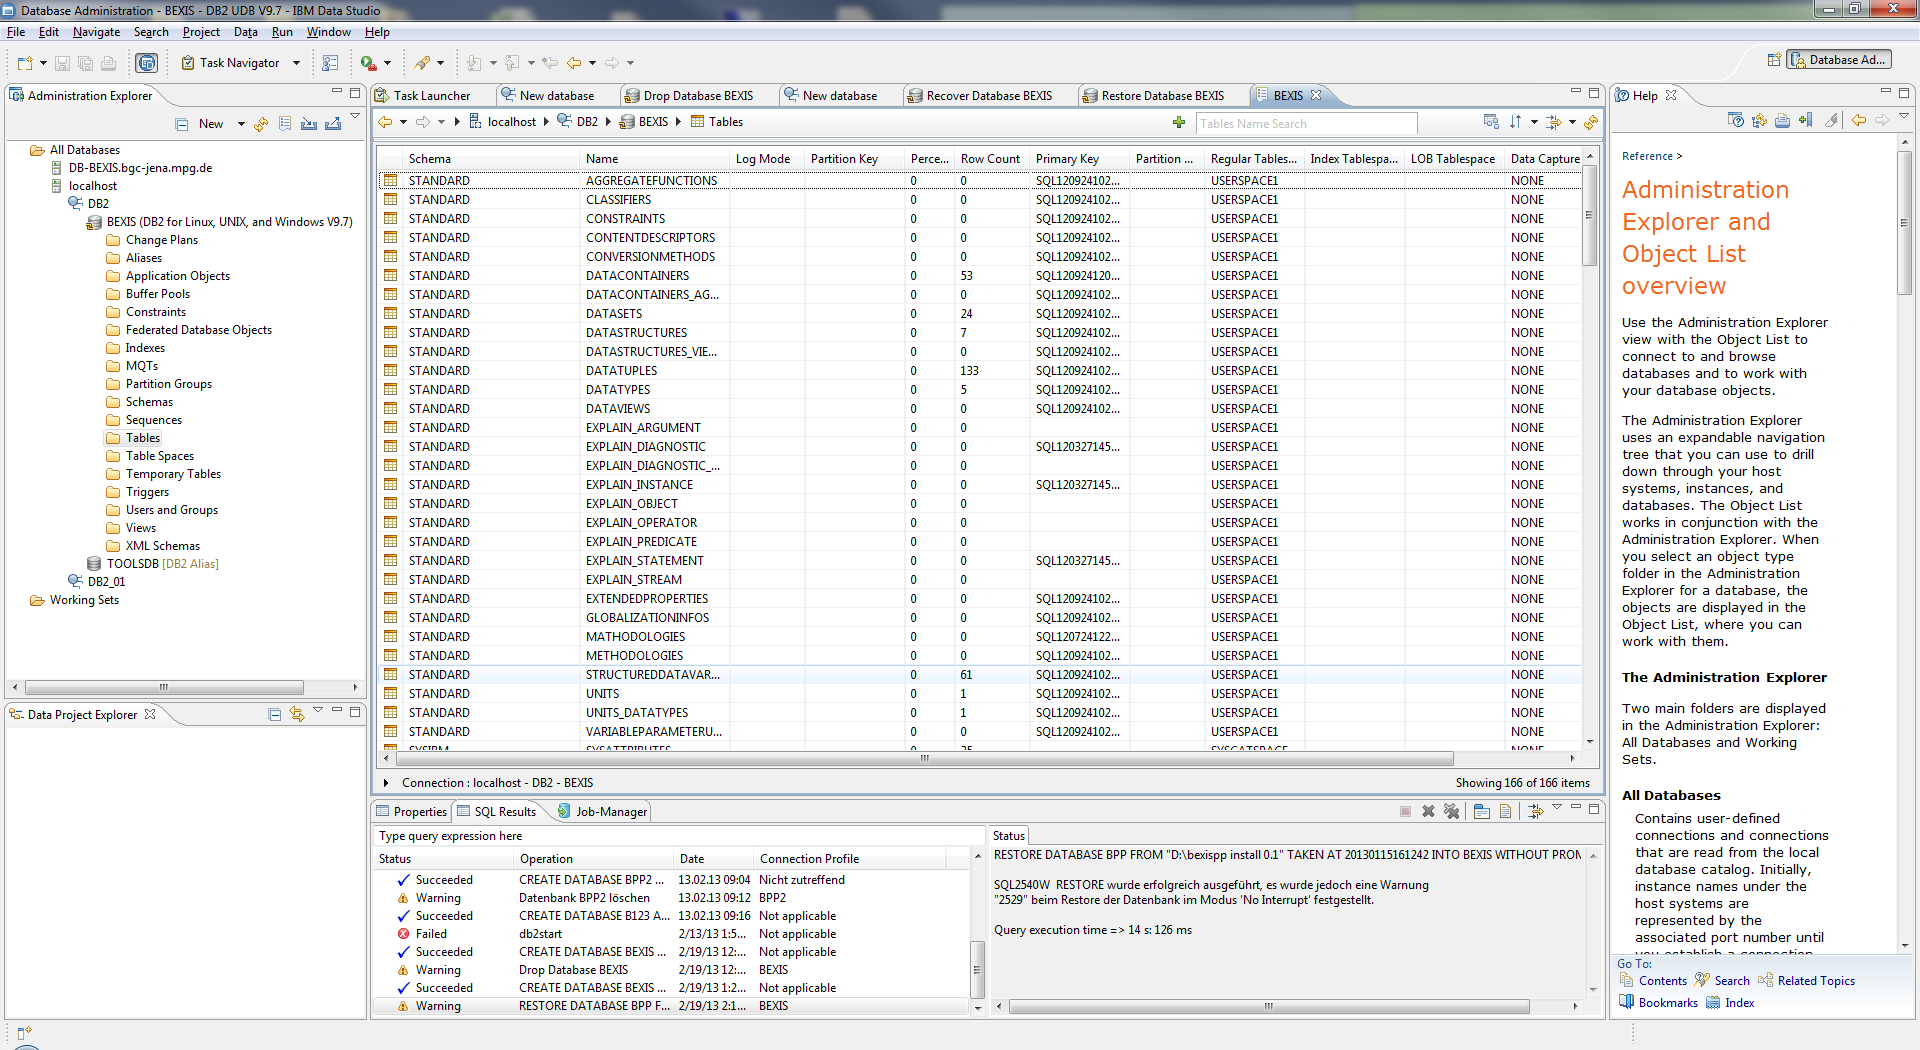 Database Administration - BEXIS - DB2 UDB V9.7 - IBM Data Studio
File Edit Navigate Search Project Data Run Window Help
Task Navigator
Database Ad...
Administration Explorer
New
All Databases
DB-BEXIS.bgc-jena.mpg.de
localhost
DB2
BEXIS (DB2 for Linux, UNIX, and Windows V9.7)
Change Plans
Aliases
Application Objects
Buffer Pools
Constraints
Federated Database Objects
Indexes
MQTs
Partition Groups
Schemas
Sequences
Tables
Table Spaces
Temporary Tables
Triggers
Users and Groups
Views
XML Schemas
TOOLSDB [DB2 Alias]
DB2_01
Working Sets
Data Project Explorer
Task Launcher New database Drop Database BEXIS New database Recover Database BEXIS Restore Database BEXIS BEXIS
localhost DB2 BEXIS Tables
Tables Name Search
Schema Name Log Mode Partition Key Perce... Row Count Primary Key Partition ... Regular Tables... Index Tablespa... LOB Tablespace Data Capture
STANDARD AGGREGATEFUNCTIONS 0 0 SQL120924102... USERSPACE1 NONE
STANDARD CLASSIFIERS 0 0 SQL120924102... USERSPACE1 NONE
STANDARD CONSTRAINTS 0 0 SQL120924102... USERSPACE1 NONE
STANDARD CONTENTDESCRIPTORS 0 0 SQL120924102... USERSPACE1 NONE
STANDARD CONVERSIONMETHODS 0 0 SQL120924102... USERSPACE1 NONE
STANDARD DATACONTAINERS 0 53 SQL120924120... USERSPACE1 NONE
STANDARD DATACONTAINERS_AG... 0 0 SQL120924102... USERSPACE1 NONE
STANDARD DATASETS 0 24 SQL120924102... USERSPACE1 NONE
STANDARD DATASTRUCTURES 0 7 SQL120924102... USERSPACE1 NONE
STANDARD DATASTRUCTURES_VIE... 0 0 SQL120924102... USERSPACE1 NONE
STANDARD DATATUPLES 0 133 SQL120924102... USERSPACE1 NONE
STANDARD DATATYPES 0 5 SQL120924102... USERSPACE1 NONE
STANDARD DATAVIEWS 0 0 SQL120924102... USERSPACE1 NONE
STANDARD EXPLAIN_ARGUMENT 0 0 USERSPACE1 NONE
STANDARD EXPLAIN_DIAGNOSTIC 0 0 SQL120327145... USERSPACE1 NONE
STANDARD EXPLAIN_DIAGNOSTIC_... 0 0 USERSPACE1 NONE
STANDARD EXPLAIN_INSTANCE 0 0 SQL120327145... USERSPACE1 NONE
STANDARD EXPLAIN_OBJECT 0 0 USERSPACE1 NONE
STANDARD EXPLAIN_OPERATOR 0 0 USERSPACE1 NONE
STANDARD EXPLAIN_PREDICATE 0 0 USERSPACE1 NONE
STANDARD EXPLAIN_STATEMENT 0 0 SQL120327145... USERSPACE1 NONE
STANDARD EXPLAIN_STREAM 0 0 USERSPACE1 NONE
STANDARD EXTENDEDPROPERTIES 0 0 SQL120924102... USERSPACE1 NONE
STANDARD GLOBALIZATIONINFOS 0 0 SQL120924102... USERSPACE1 NONE
STANDARD MATHODOLOGIES 0 0 SQL120724122... USERSPACE1 NONE
STANDARD METHODOLOGIES 0 0 SQL120924102... USERSPACE1 NONE
STANDARD STRUCTUREDDATAVAR... 0 61 SQL120924102... USERSPACE1 NONE
STANDARD UNITS 0 1 SQL120924102... USERSPACE1 NONE
STANDARD UNITS_DATATYPES 0 1 SQL120924102... USERSPACE1 NONE
STANDARD VARIABLEPARAMETERU... 0 0 SQL120924102... USERSPACE1 NONE
SYSIBM SYSATTRIBUTES 0 25 SYSCATSPACE NONE
Connection : localhost - DB2 - BEXIS Showing 166 of 166 items
Properties SQL Results Job-Manager
Type query expression here
Status Operation Date Connection Profile
Succeeded CREATE DATABASE BPP2 ... 13.02.13 09:04 Nicht zutreffend
Warning Datenbank BPP2 löschen 13.02.13 09:12 BPP2
Succeeded CREATE DATABASE B123 A... 13.02.13 09:16 Not applicable
Failed db2start 2/13/13 1:5... Not applicable
Succeeded CREATE DATABASE BEXIS ... 2/19/13 12:... Not applicable
Warning Drop Database BEXIS 2/19/13 12:... BEXIS
Succeeded CREATE DATABASE BEXIS ... 2/19/13 1:2... Not applicable
Warning RESTORE DATABASE BPP F... 2/19/13 2:1... BEXIS
Status
RESTORE DATABASE BPP FROM "D:\bexispp install 0.1" TAKEN AT 20130115161242 INTO BEXIS WITHOUT PROM
SQL2540W RESTORE wurde erfolgreich ausgeführt, es wurde jedoch eine Warnung
"2529" beim Restore der Datenbank im Modus 'No Interrupt' festgestellt.
Query execution time => 14 s: 126 ms
Help
Reference >
Administration
Explorer and
Object List
overview
Use the Administration Explorer
view with the Object List to
connect to and browse
databases and to work with
your database objects.
The Administration Explorer
uses an expandable navigation
tree that you can use to drill
down through your host
systems, instances, and
databases. The Object List
works in conjunction with the
Administration Explorer. When
you select an object type
folder in the Administration
Explorer for a database, the
objects are displayed in the
Object List, where you can
work with them.
The Administration Explorer
Two main folders are displayed
in the Administration Explorer:
All Databases and Working
Sets.
All Databases
Contains user-defined
connections and connections
that are read from the local
database catalog. Initially,
instance names under the
host systems are
represented by the
associated port number until
you establish a connection
Go To:
Contents Search Related Topics
Bookmarks Index